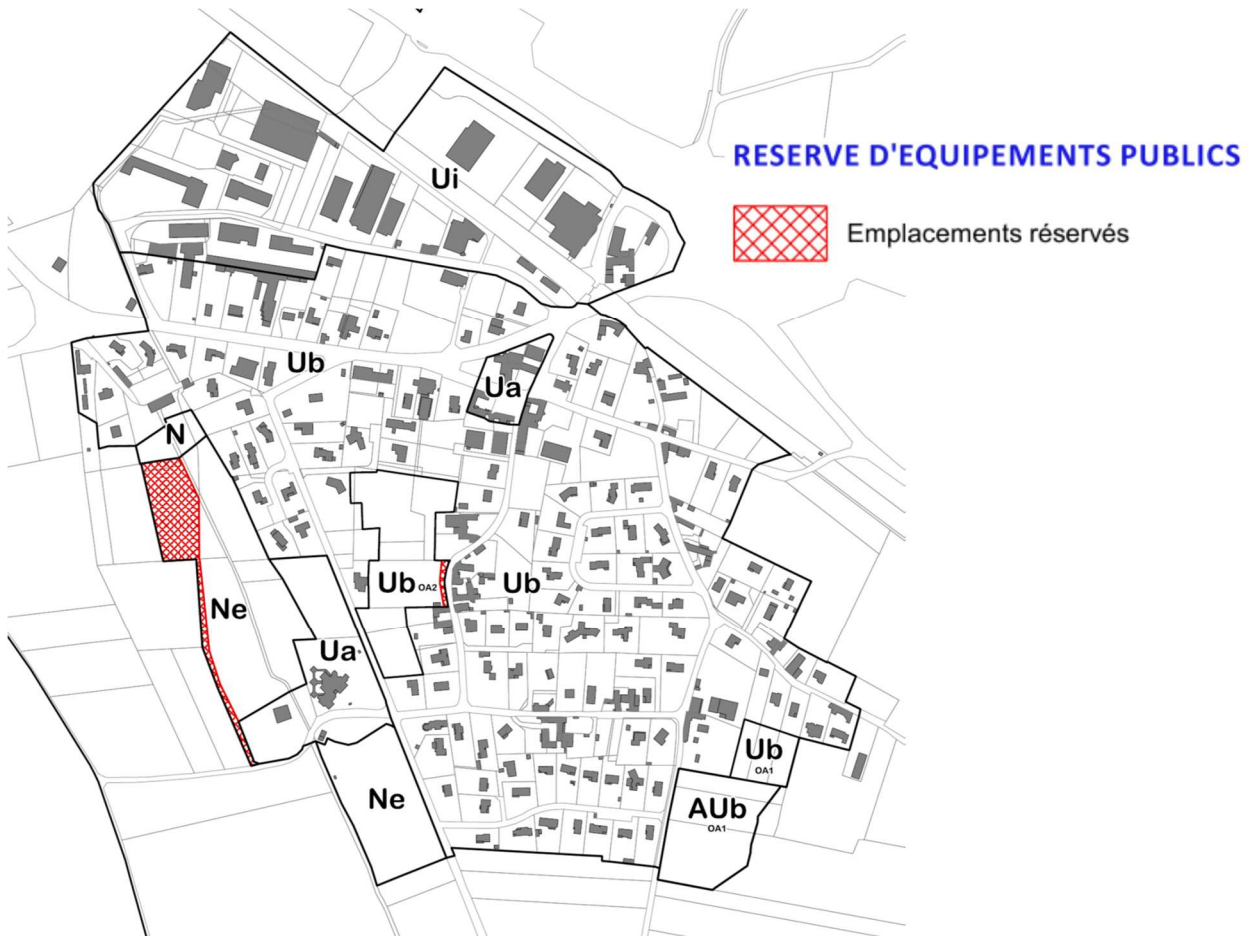 RESERVE D'EQUIPEMENTS PUBLICS
Emplacements réservés
Ui
Ub
Ua
N
Ub OA2
Ub
Ne
Ua
Ub
OA1
Ne
AUb
OA1